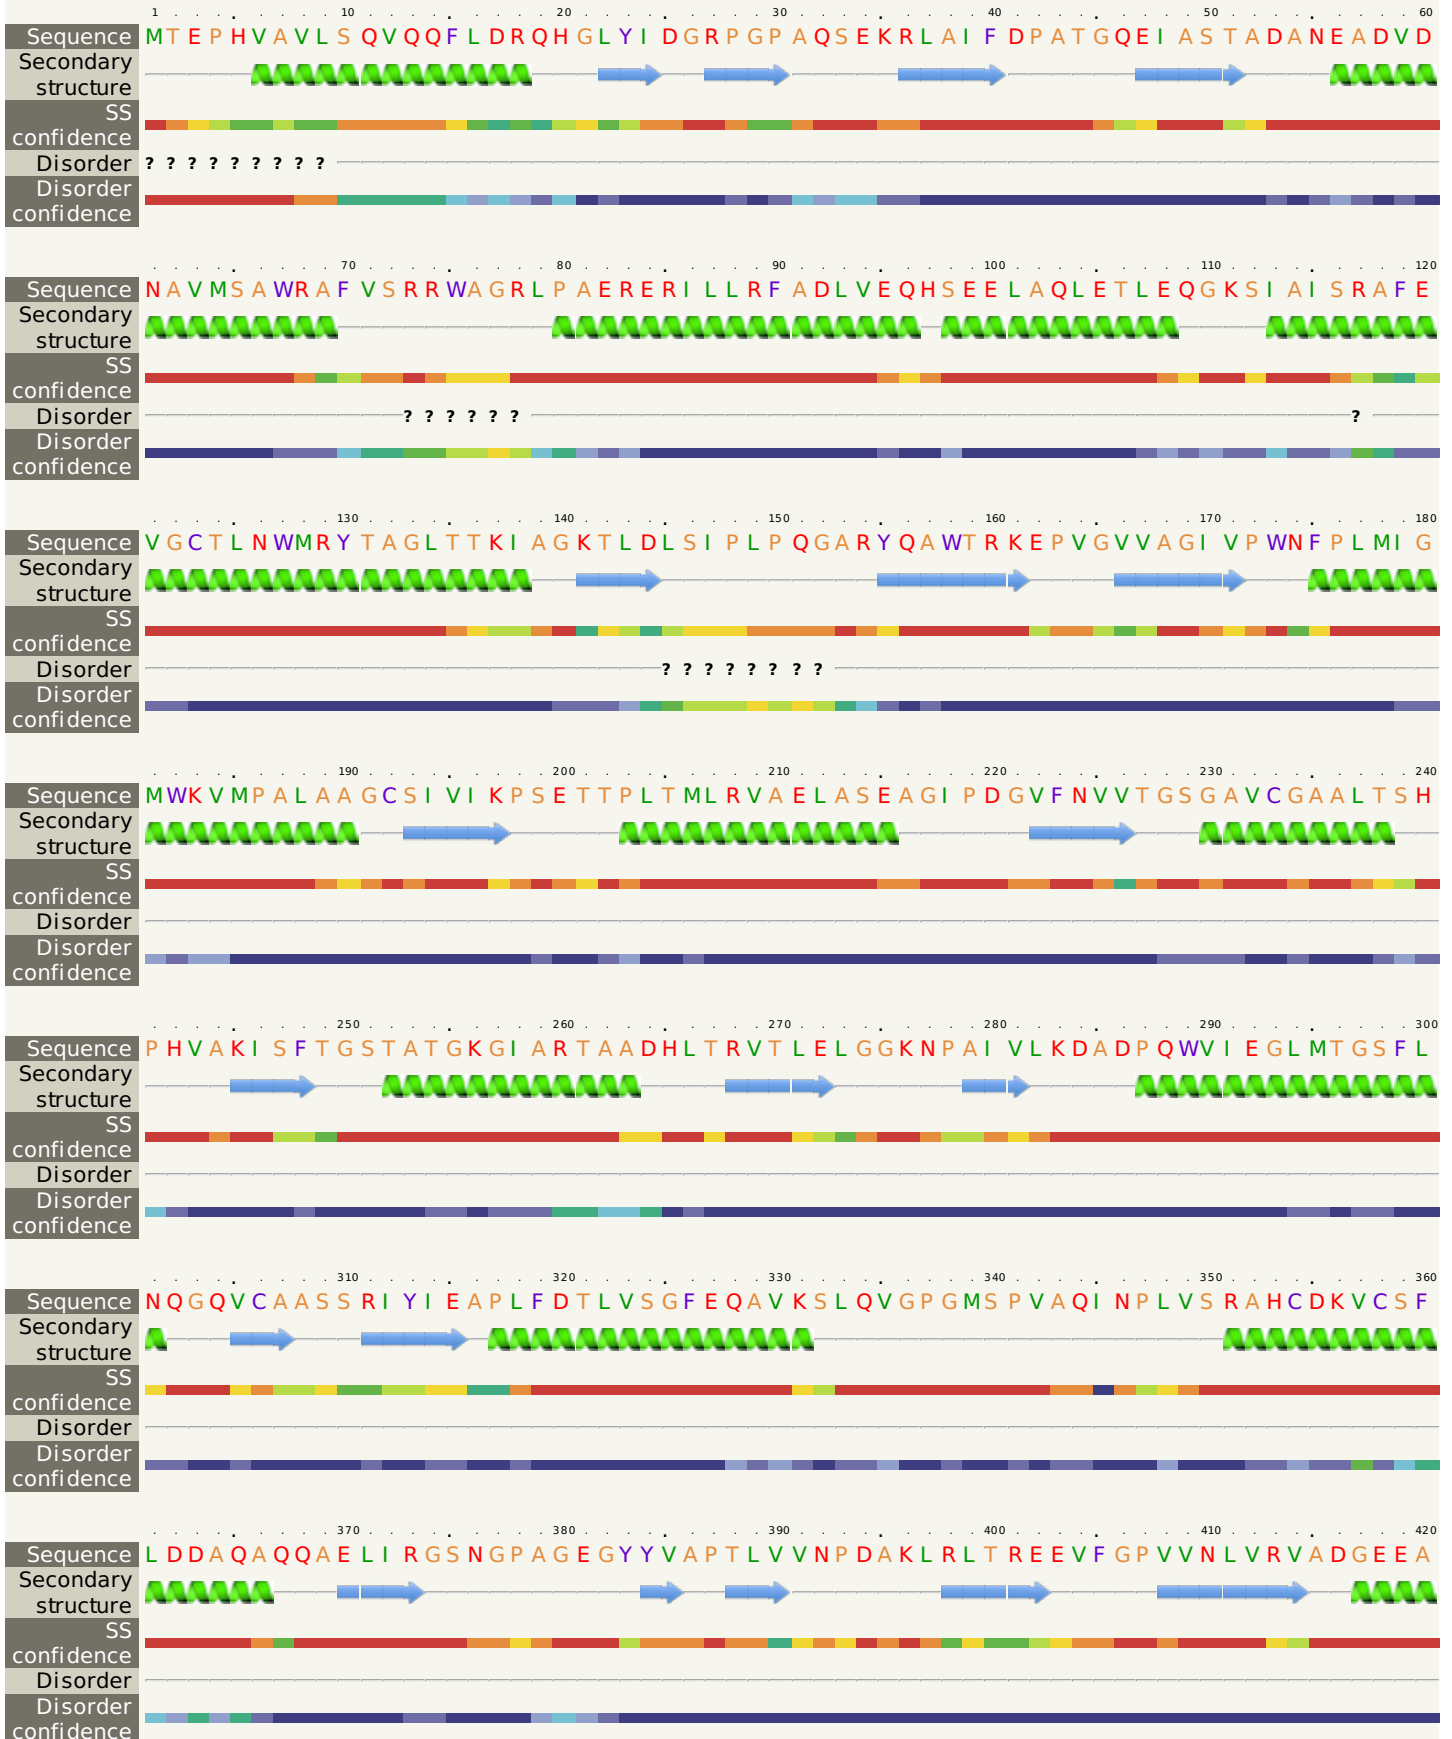 1 10 20 30 40 50 60
Sequence MTEPHVAVLSQVQQFLDRQHGLYIDGRPGPAQSEKRLAIFDPATGQEIASTADANEADVD
Secondary
structure
SS
confidence
Disorder ? ? ? ? ? ? ? ? ?
Disorder
confidence
70 80 90 100 110 120
Sequence NAVMSAWRAFVSRRWAGRLPAERERILLRFADLVEQHSEELAQLETLEQGKSIAISRAFE
Secondary
structure
SS
confidence
Disorder ? ? ? ? ? ? ?
Disorder
confidence
130 140 150 160 170 180
Sequence VGCTLNWMRYTAGLTTKIAGKTLDLSIPLPQGARYQAWTRKEPVGVVAGIVPWNFPLMIG
Secondary
structure
SS
confidence
Disorder ? ? ? ? ? ? ? ?
Disorder
confidence
190 200 210 220 230 240
Sequence MWKVMPALAAGCSIVIKPSETTPLTMLRVAELASEAGIPDGVFNVVTGSGAVCGAALTSH
Secondary
structure
SS
confidence
Disorder
Disorder
confidence
250 260 270 280 290 300
Sequence PHVAKISFTGSTATGKGIARTAADHLTRVTLELGGKNPAIVLKDADPQWVIEGLMTGSFL
Secondary
structure
SS
confidence
Disorder
Disorder
confidence
310 320 330 340 350 360
Sequence NQGQVCAASSRIYIEAPLFDTLVSGFEQAVKSLQVGPGMSPVAQINPLVSRAHCDKVCSF
Secondary
structure
SS
confidence
Disorder
Disorder
confidence
370 380 390 400 410 420
Sequence LDDAQAQQAELIRGSNGPAGEGYYVAPTLVVNPDAKLRLTREEVFGPVVNLVRVADGEEA
Secondary
structure
SS
confidence
Disorder
Disorder
confidence